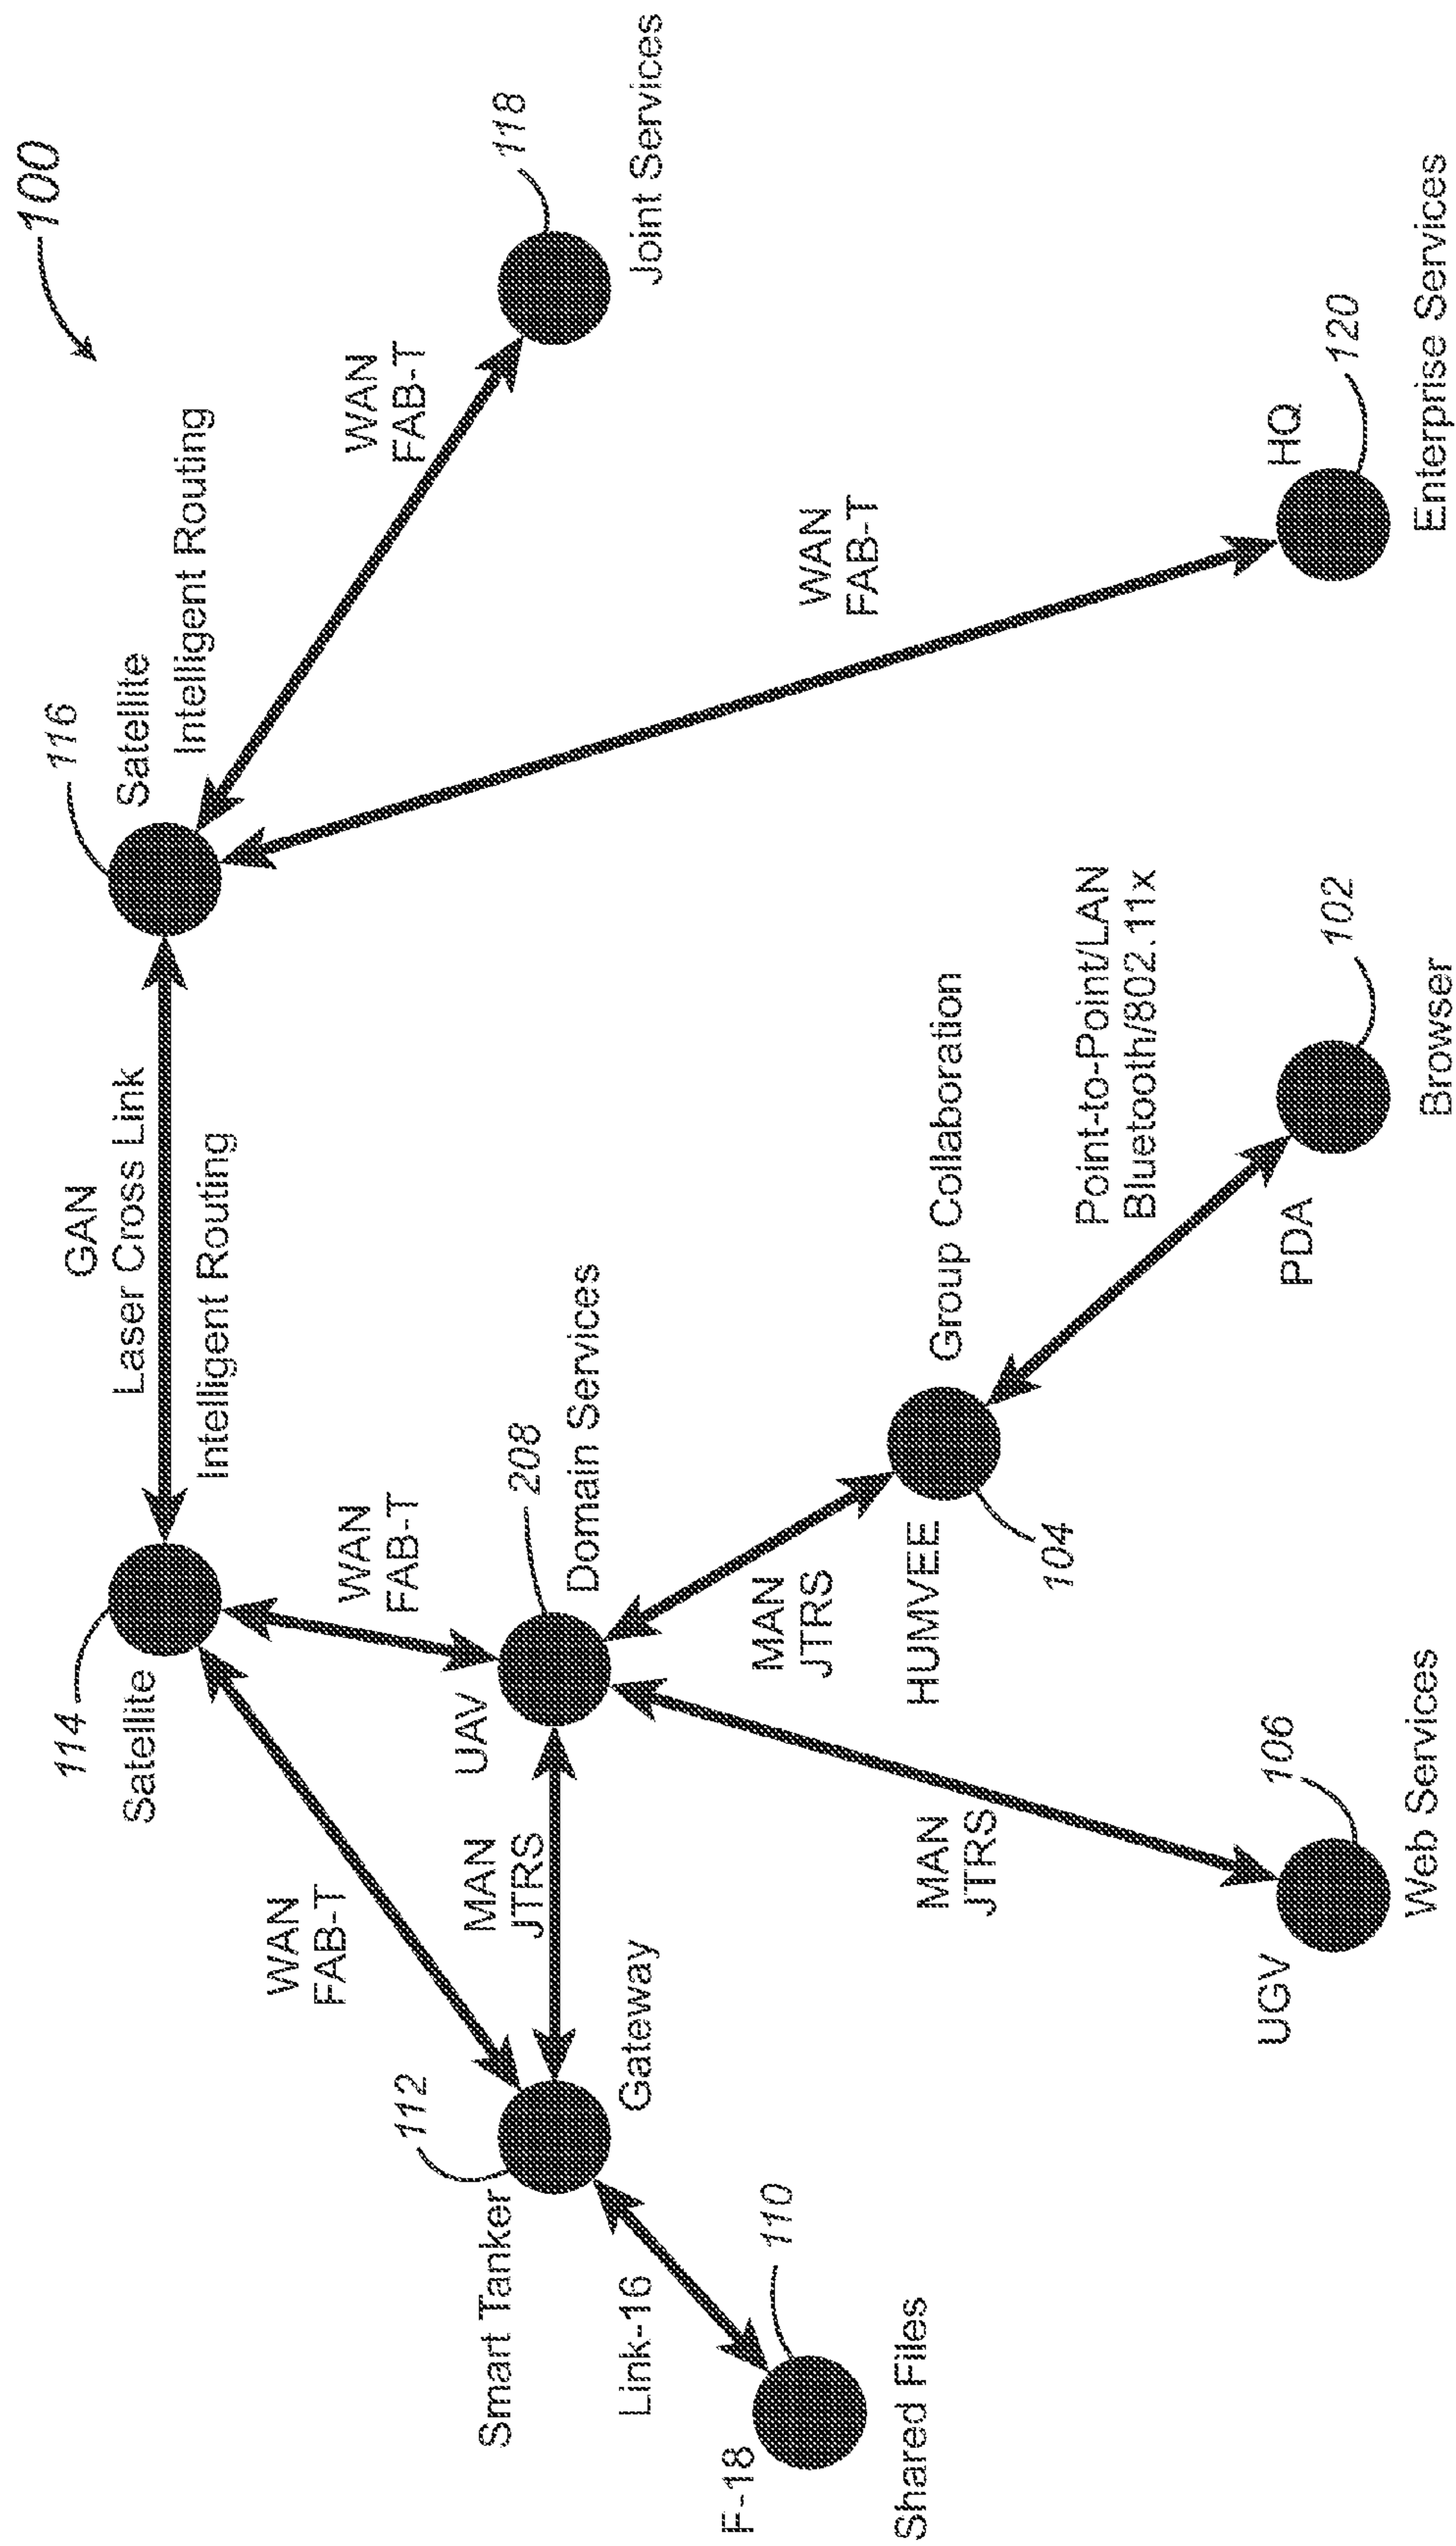 100
116
Satellite
Intelligent Routing
WAN
FAB-T
118
Joint Services
WAN
FAB-T
HQ
120
Enterprise Services
GAN
Laser Cross Link
Intelligent Routing
114
Satellite
WAN
FAB-T
WAN
FAB-T
208
UAV
Domain Services
MAN
JTRS
112
Smart Tanker
Gateway
Link-16
110
F-18
Shared Files
MAN
JTRS
MAN
JTRS
HUMVEE
104
Group Collaboration
Point-to-Point/LAN
Bluetooth/802.11x
PDA
102
Browser
UGV
106
Web Services